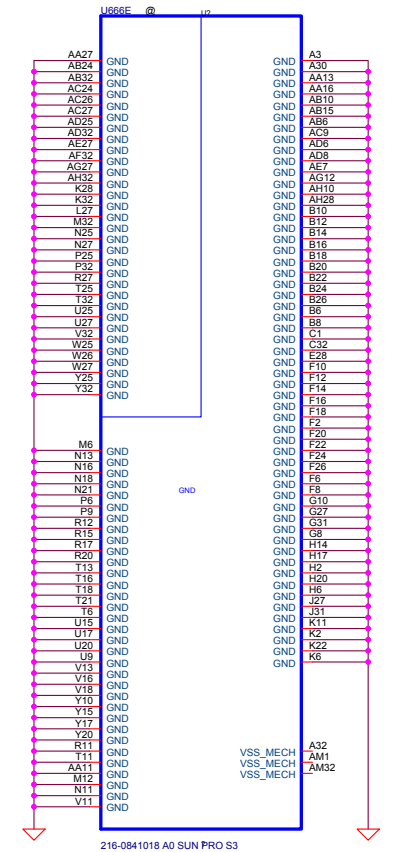 U666E @ U?
AA27 GND GND A3
AB24 GND GND A30
AB32 GND GND AA13
AC24 GND GND AA16
AC26 GND GND AB10
AC27 GND GND AB15
AD25 GND GND AB6
AD32 GND GND AC9
AE27 GND GND AD6
AF32 GND GND AD8
AG27 GND GND AE7
AH32 GND GND AG12
K28 GND GND AH10
K32 GND GND AH28
L27 GND GND B10
M32 GND GND B12
N25 GND GND B14
N27 GND GND B16
P25 GND GND B18
P32 GND GND B20
R27 GND GND B22
T25 GND GND B24
T32 GND GND B26
U25 GND GND B6
U27 GND GND B8
V32 GND GND C1
W25 GND GND C32
W26 GND GND E28
W27 GND GND F10
Y25 GND GND F12
Y32 GND GND F14
GND F16
GND F18
GND F2
GND F20
M6 GND GND F22
N13 GND GND F24
N16 GND GND F26
N18 GND GND F6
N21 GND GND GND F8
P6 GND GND G10
P9 GND GND G27
R12 GND GND G31
R15 GND GND G8
R17 GND GND H14
R20 GND GND H17
T13 GND GND H2
T16 GND GND H20
T18 GND GND H6
T21 GND GND J27
T6 GND GND J31
U15 GND GND K11
U17 GND GND K2
U20 GND GND K22
U9 GND GND K6
V13 GND
V16 GND
V18 GND
Y10 GND
Y15 GND
Y17 GND
Y20 GND
R11 GND VSS_MECH A32
T11 GND VSS_MECH AM1
AA11 GND VSS_MECH AM32
M12 GND
N11 GND
V11 GND
216-0841018 A0 SUN PRO S3